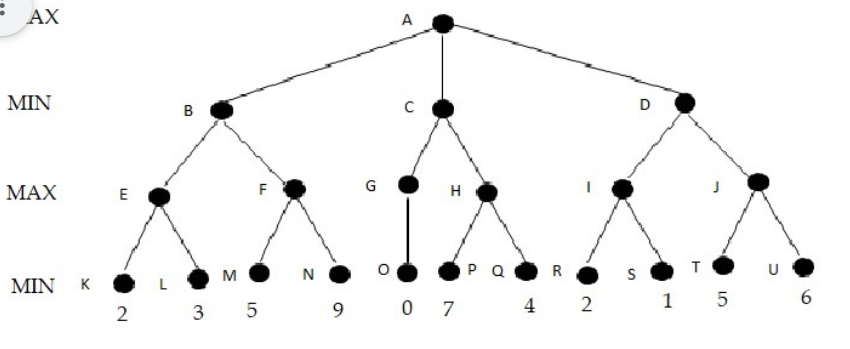 AX A
MIN B C D
MAX E F G H I J
MIN K L M N O P Q R S T U
2 3 5 9 0 7 4 2 1 5 6